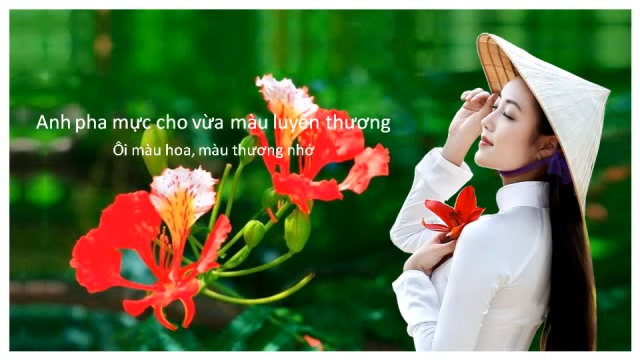 Anh pha mực cho vừa màu luyến thương
Ôi màu hoa, màu thương nhớ